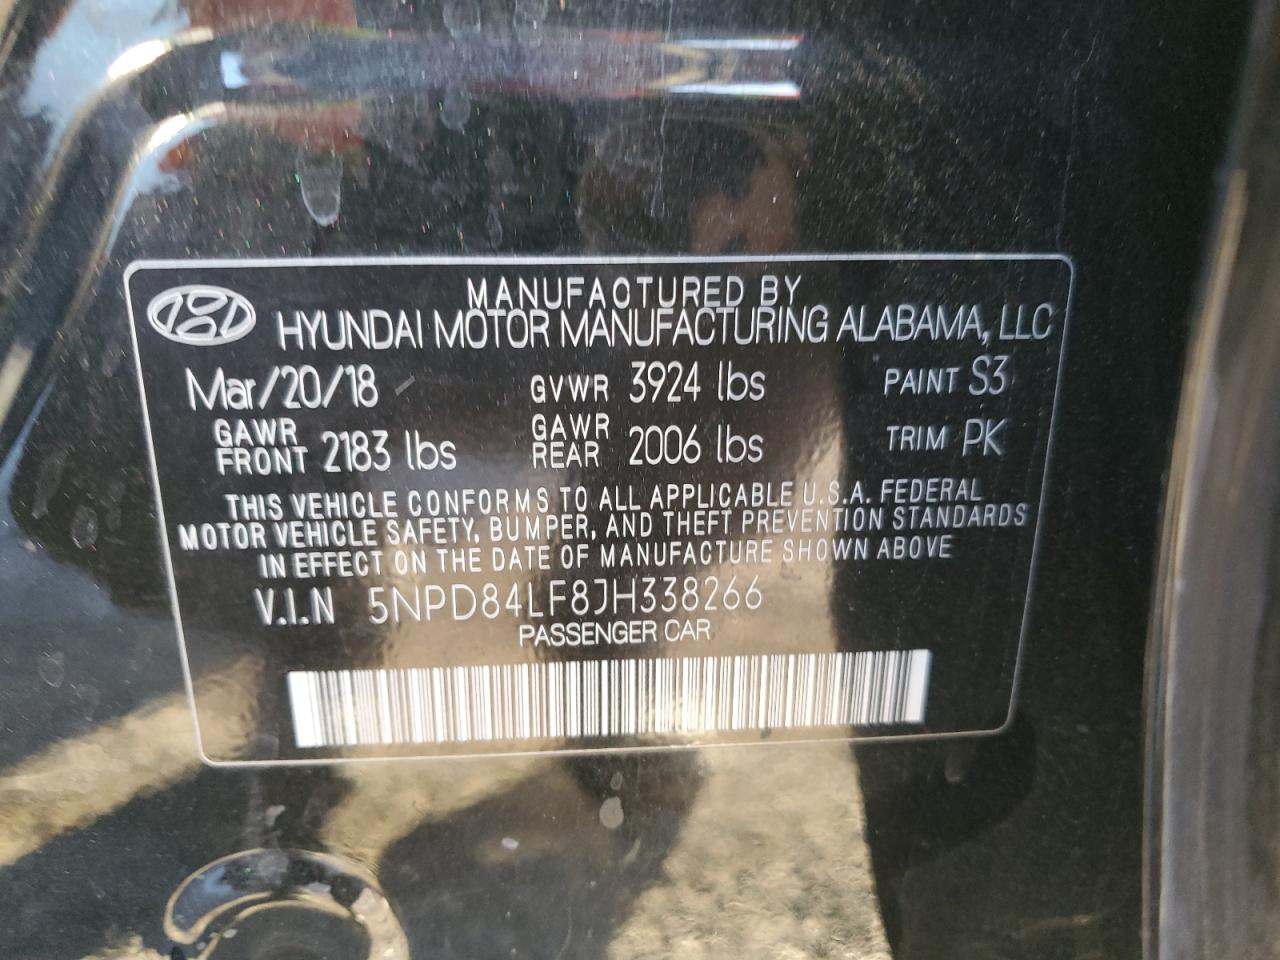 MANUFACTURED BY
HYUNDAI MOTOR MANUFACTURING ALABAMA, LLC
Mar/20/18 GVWR 3924 lbs PAINT S3
GAWR FRONT 2183 lbs GAWR REAR 2006 lbs TRIM PK
THIS VEHICLE CONFORMS TO ALL APPLICABLE U.S.A. FEDERAL
MOTOR VEHICLE SAFETY, BUMPER, AND THEFT PREVENTION STANDARDS
IN EFFECT ON THE DATE OF MANUFACTURE SHOWN ABOVE
V.I.N 5NPD84LF8JH338266
PASSENGER CAR